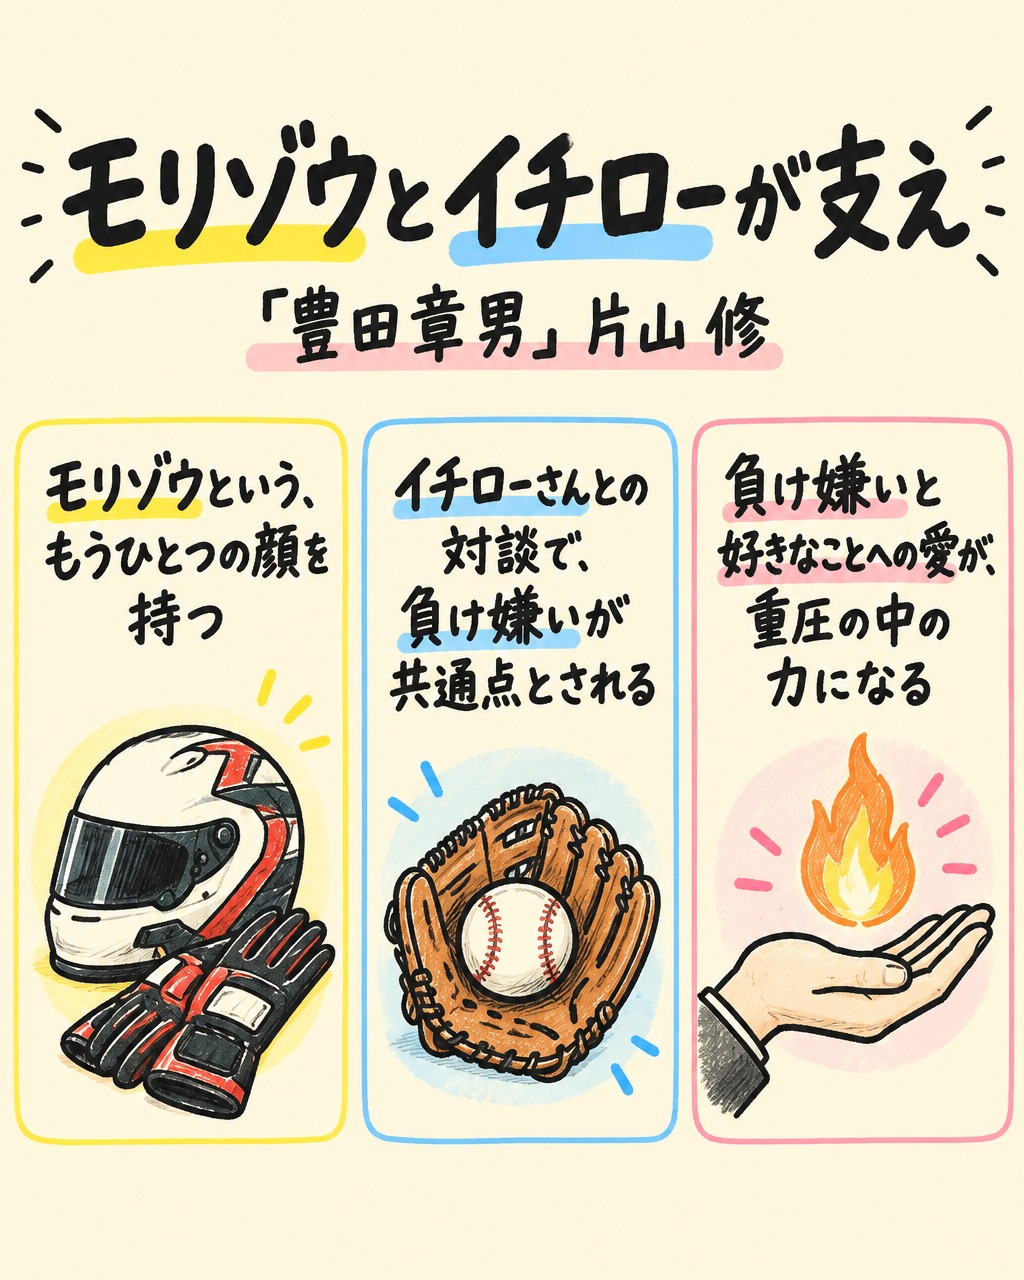 モリゾウとイチローが支え
「豊田章男」片山 修
モリゾウという、
もうひとつの顔を
持つ
イチローさんとの
対談で、
負け嫌いが
共通点とされる
負け嫌いと
好きなことへの愛が、
重圧の中の
力になる